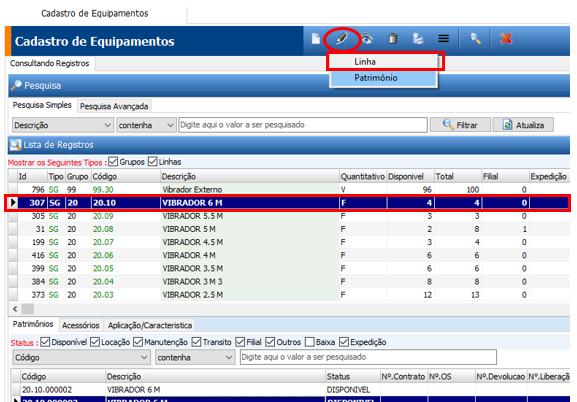 Cadastro de Equipamentos
Cadastro de Equipamentos
Linha
Patrimônio
Consultando Registros
Pesquisa
Pesquisa Simples Pesquisa Avançada
Descrição contenha Digite aqui o valor a ser pesquisado Filtrar Atualiza
Lista de Registros
Mostrar os Seguintes Tipos : Grupos Linhas
Id Tipo Grupo Código Descrição Quantitativo Disponivel Total Filial Expedição
796 SG 99 99.30 Vibrador Externo V 96 100 0
307 SG 20 20.10 VIBRADOR 6 M F 4 4 0
305 SG 20 20.09 VIBRADOR 5.5 M F 3 3 0
31 SG 20 20.08 VIBRADOR 5 M F 2 8 1
199 SG 20 20.07 VIBRADOR 4.5 M F 3 4 0
416 SG 20 20.06 VIBRADOR 4 M F 6 6 0
399 SG 20 20.05 VIBRADOR 3.5 M F 6 6 0
384 SG 20 20.04 VIBRADOR 3 M 3 F 8 8 0
373 SG 20 20.03 VIBRADOR 2.5 M F 12 13 0
Patrimônios Acessórios Aplicação/Caracteristica
Status : Disponível Locação Manutenção Transito Filial Outros Baixa Expedição
Código contenha Digite aqui o valor a ser pesquisado
Código Descrição Status Nº.Contrato Nº.OS Nº.Devolucao Nº.Liberação
20.10.000002 VIBRADOR 6 M DISPONIVEL
20.10.000003 VIBRADOR 6 M DISPONIVEL